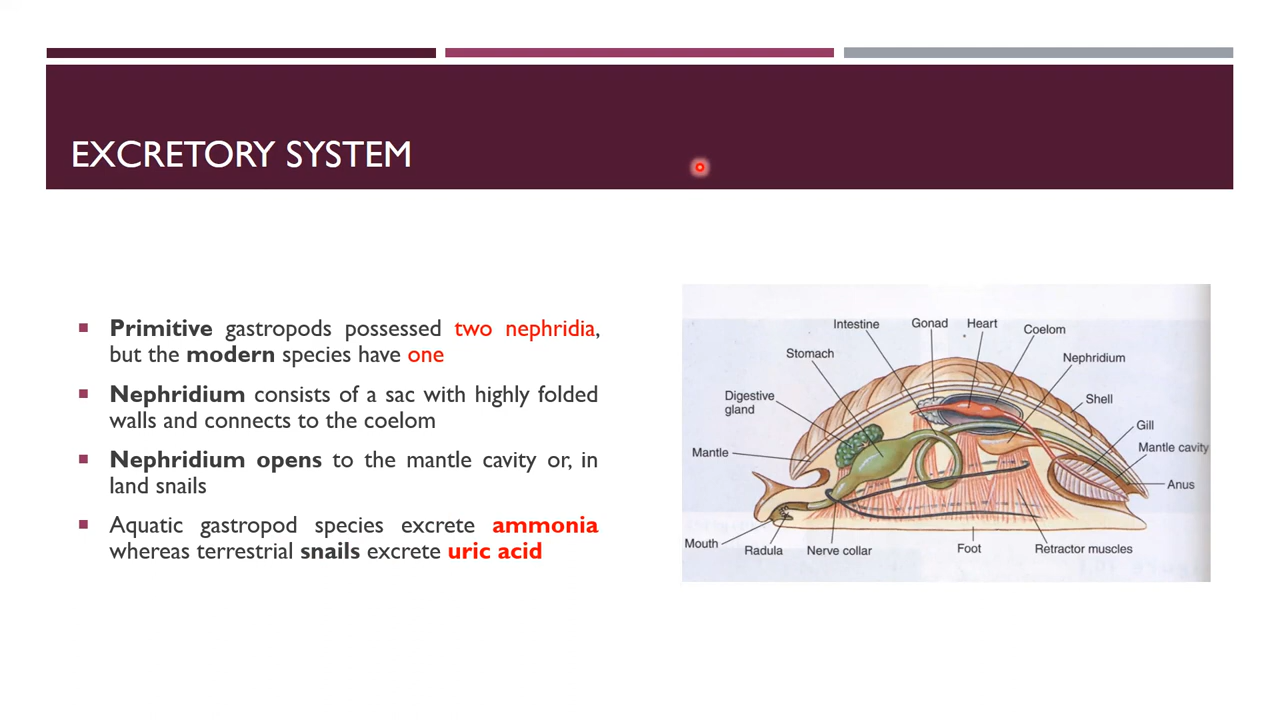 EXCRETORY SYSTEM
Primitive gastropods possessed two nephridia,
but the modern species have one
Nephridium consists of a sac with highly folded
walls and connects to the coelom
Nephridium opens to the mantle cavity or, in
land snails
Aquatic gastropod species excrete ammonia
whereas terrestrial snails excrete uric acid
Intestine
Gonad
Heart
Coelom
Stomach
Nephridium
Digestive
gland
Shell
Gill
Mantle
Mantle cavity
Anus
Mouth
Radula
Nerve collar
Foot
Retractor muscles